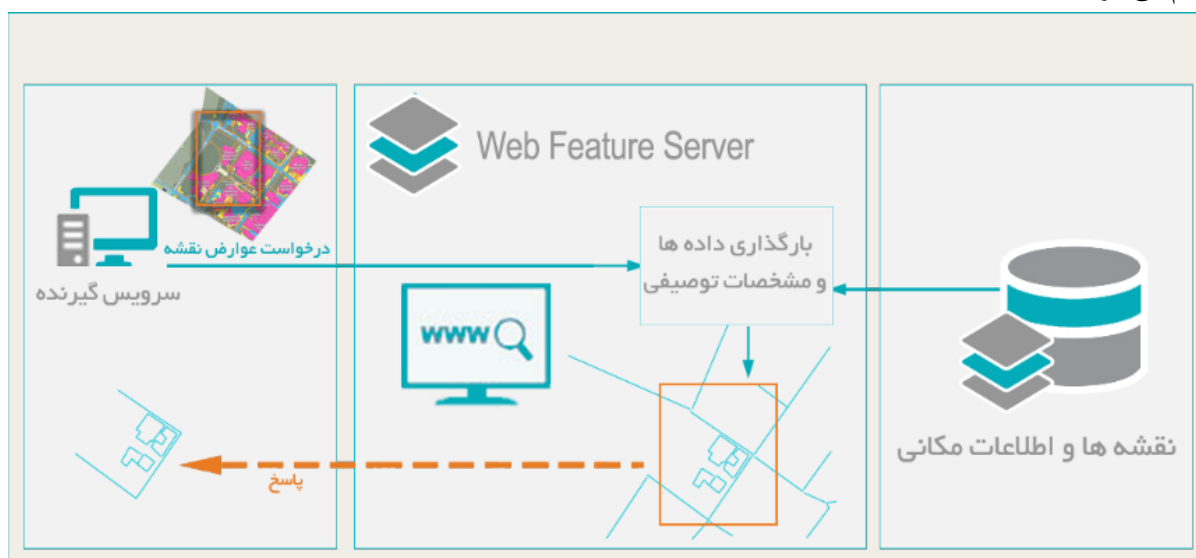 Web Feature Server
درخواست عوارض نقشه
سرویس گیرنده
بارگذاری داده ها
و مشخصات توصیفی
www
نقشه ها و اطلاعات مکانی
پاسخ